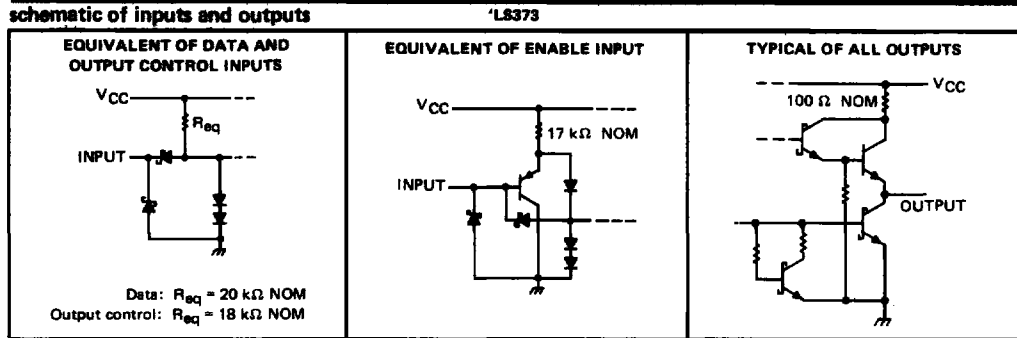 schematic of inputs and outputs
'LS373
EQUIVALENT OF DATA AND
OUTPUT CONTROL INPUTS
VCC
Req
INPUT
Data: Req = 20 kΩ NOM
Output control: Req = 18 kΩ NOM
EQUIVALENT OF ENABLE INPUT
VCC
17 kΩ NOM
INPUT
TYPICAL OF ALL OUTPUTS
VCC
100 Ω NOM
OUTPUT